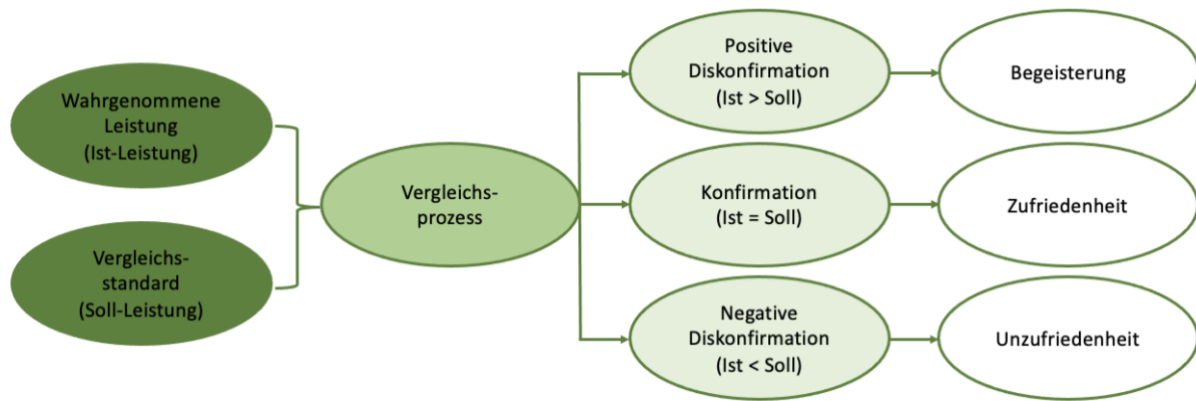 Wahrgenommene
Leistung
(Ist-Leistung)
Vergleichs-
standard
(Soll-Leistung)
Vergleichs-
prozess
Positive
Diskonfirmation
(Ist > Soll)
Begeisterung
Konfirmation
(Ist = Soll)
Zufriedenheit
Negative
Diskonfirmation
(Ist < Soll)
Unzufriedenheit